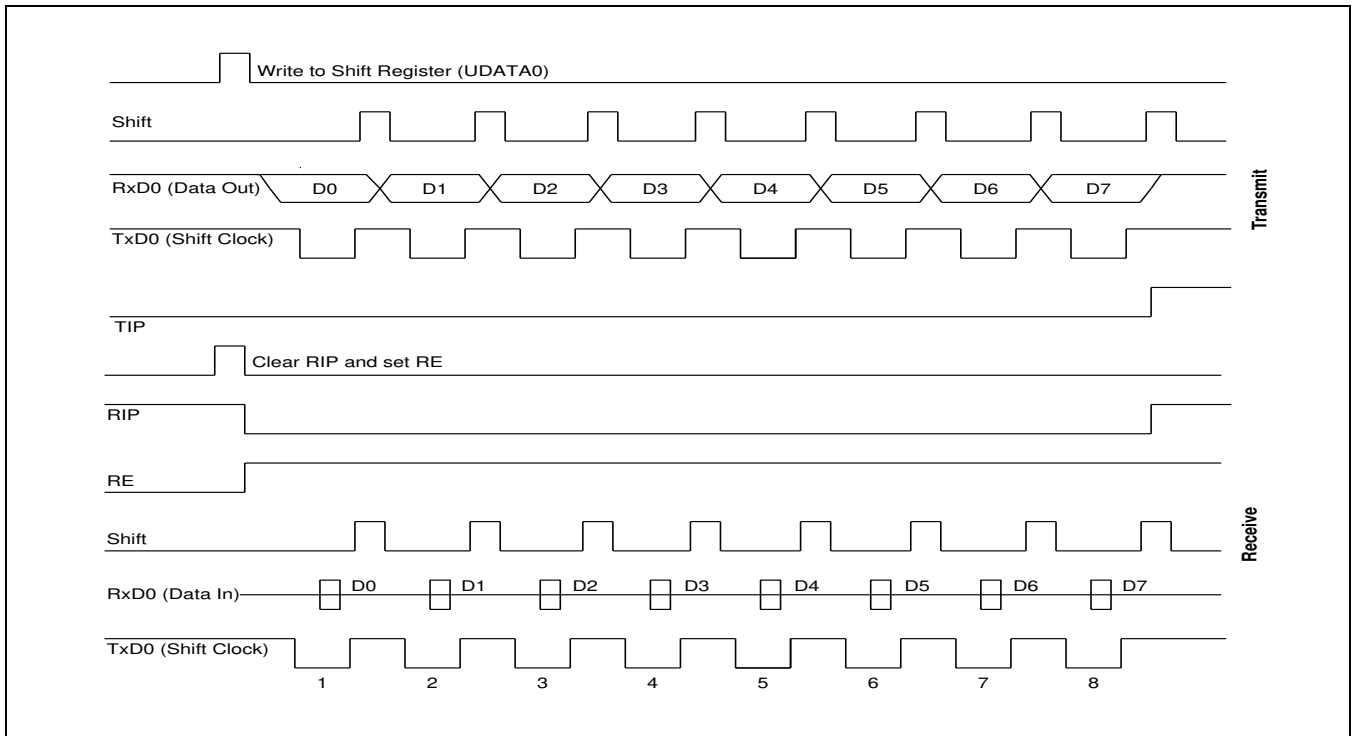 Write to Shift Register (UDATA0)
Shift
RxD0 (Data Out) D0 D1 D2 D3 D4 D5 D6 D7
TxD0 (Shift Clock)
TIP
Transmit
Clear RIP and set RE
RIP
RE
Shift
RxD0 (Data In) D0 D1 D2 D3 D4 D5 D6 D7
TxD0 (Shift Clock)
1 2 3 4 5 6 7 8
Receive